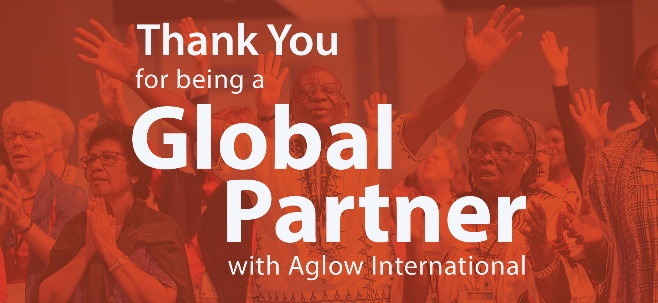 Thank You
for being a
Global
Partner
with Aglow International